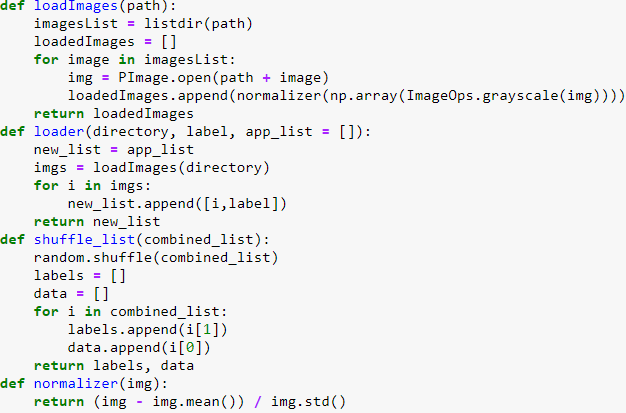 def loadImages(path):
    imagesList = listdir(path)
    loadedImages = []
    for image in imagesList:
        img = PImage.open(path + image)
        loadedImages.append(normalizer(np.array(ImageOps.grayscale(img))))
    return loadedImages
def loader(directory, label, app_list = []):
    new_list = app_list
    imgs = loadImages(directory)
    for i in imgs:
        new_list.append([i,label])
    return new_list
def shuffle_list(combined_list):
    random.shuffle(combined_list)
    labels = []
    data = []
    for i in combined_list:
        labels.append(i[1])
        data.append(i[0])
    return labels, data
def normalizer(img):
    return (img - img.mean()) / img.std()